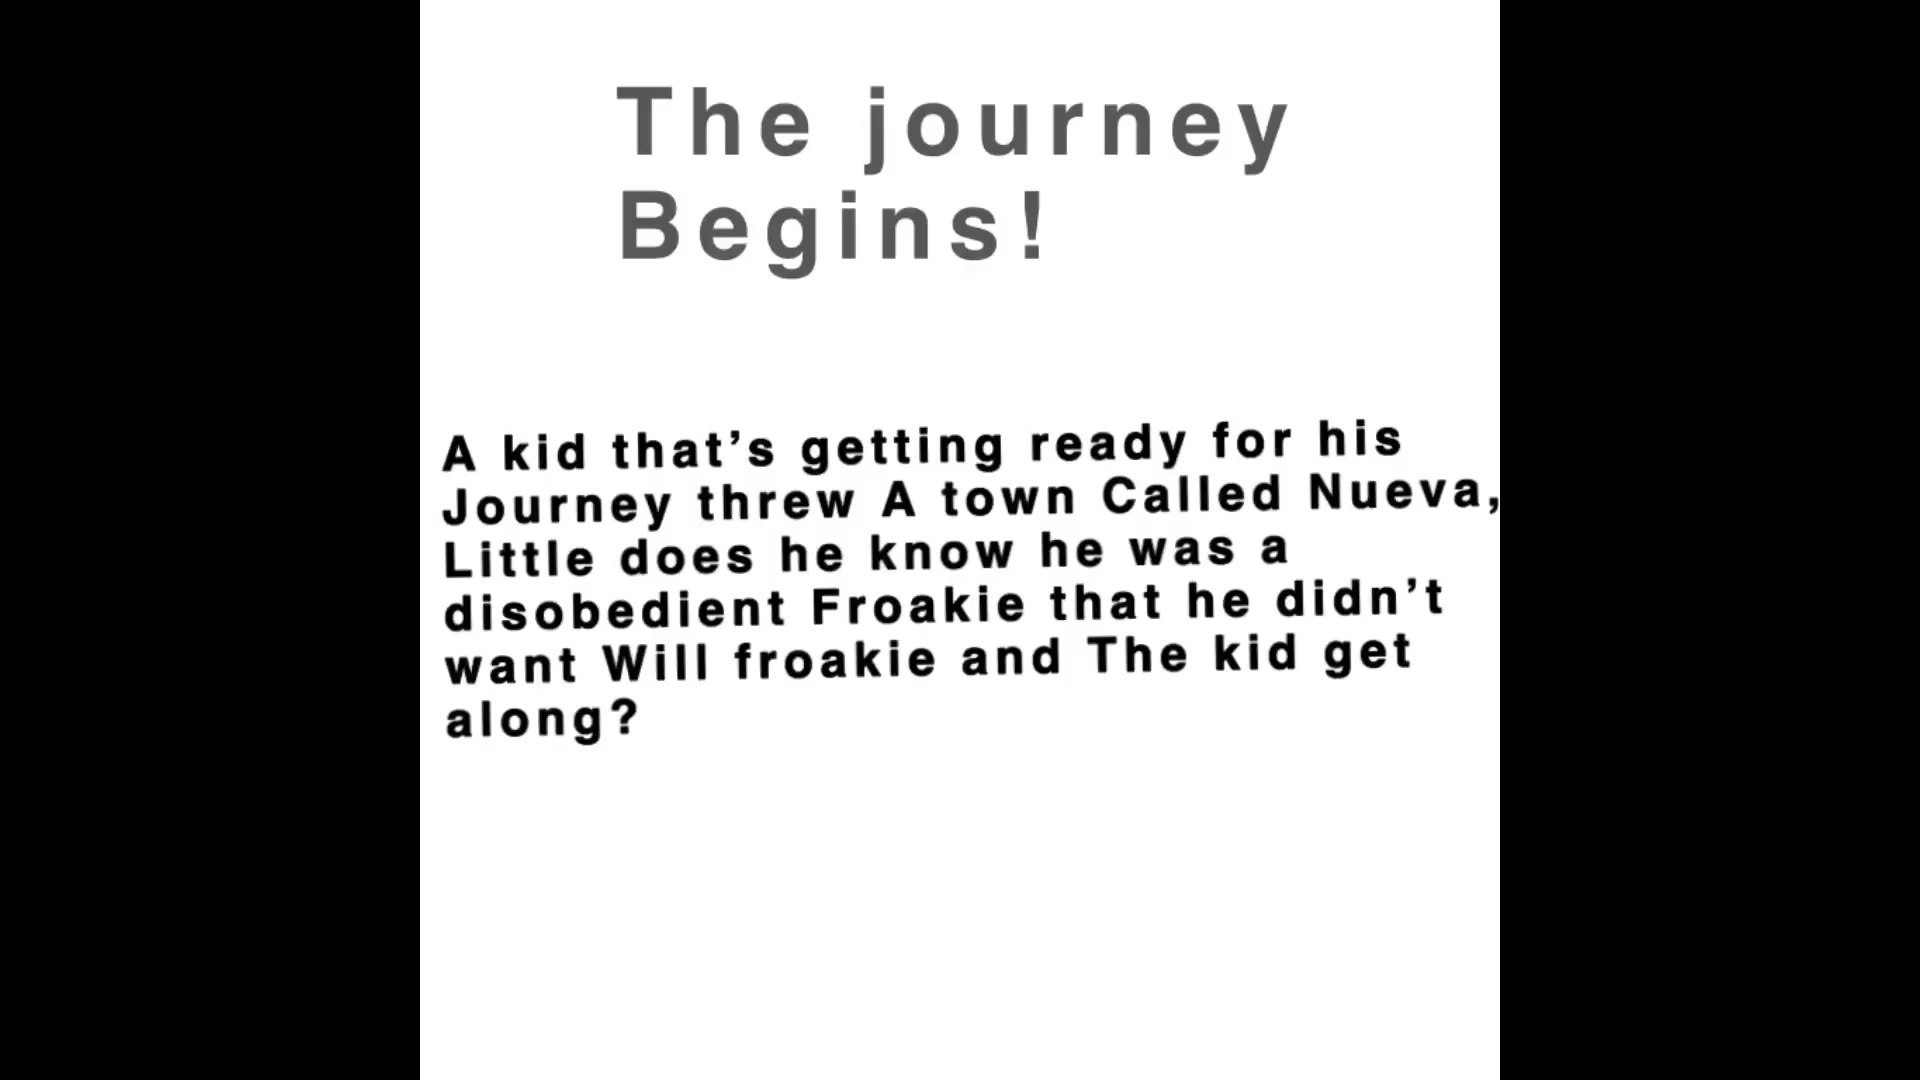 The journey
Begins!
A kid that’s getting ready for his
Journey threw A town Called Nueva,
Little does he know he was a
disobedient Froakie that he didn’t
want Will froakie and The kid get
along?